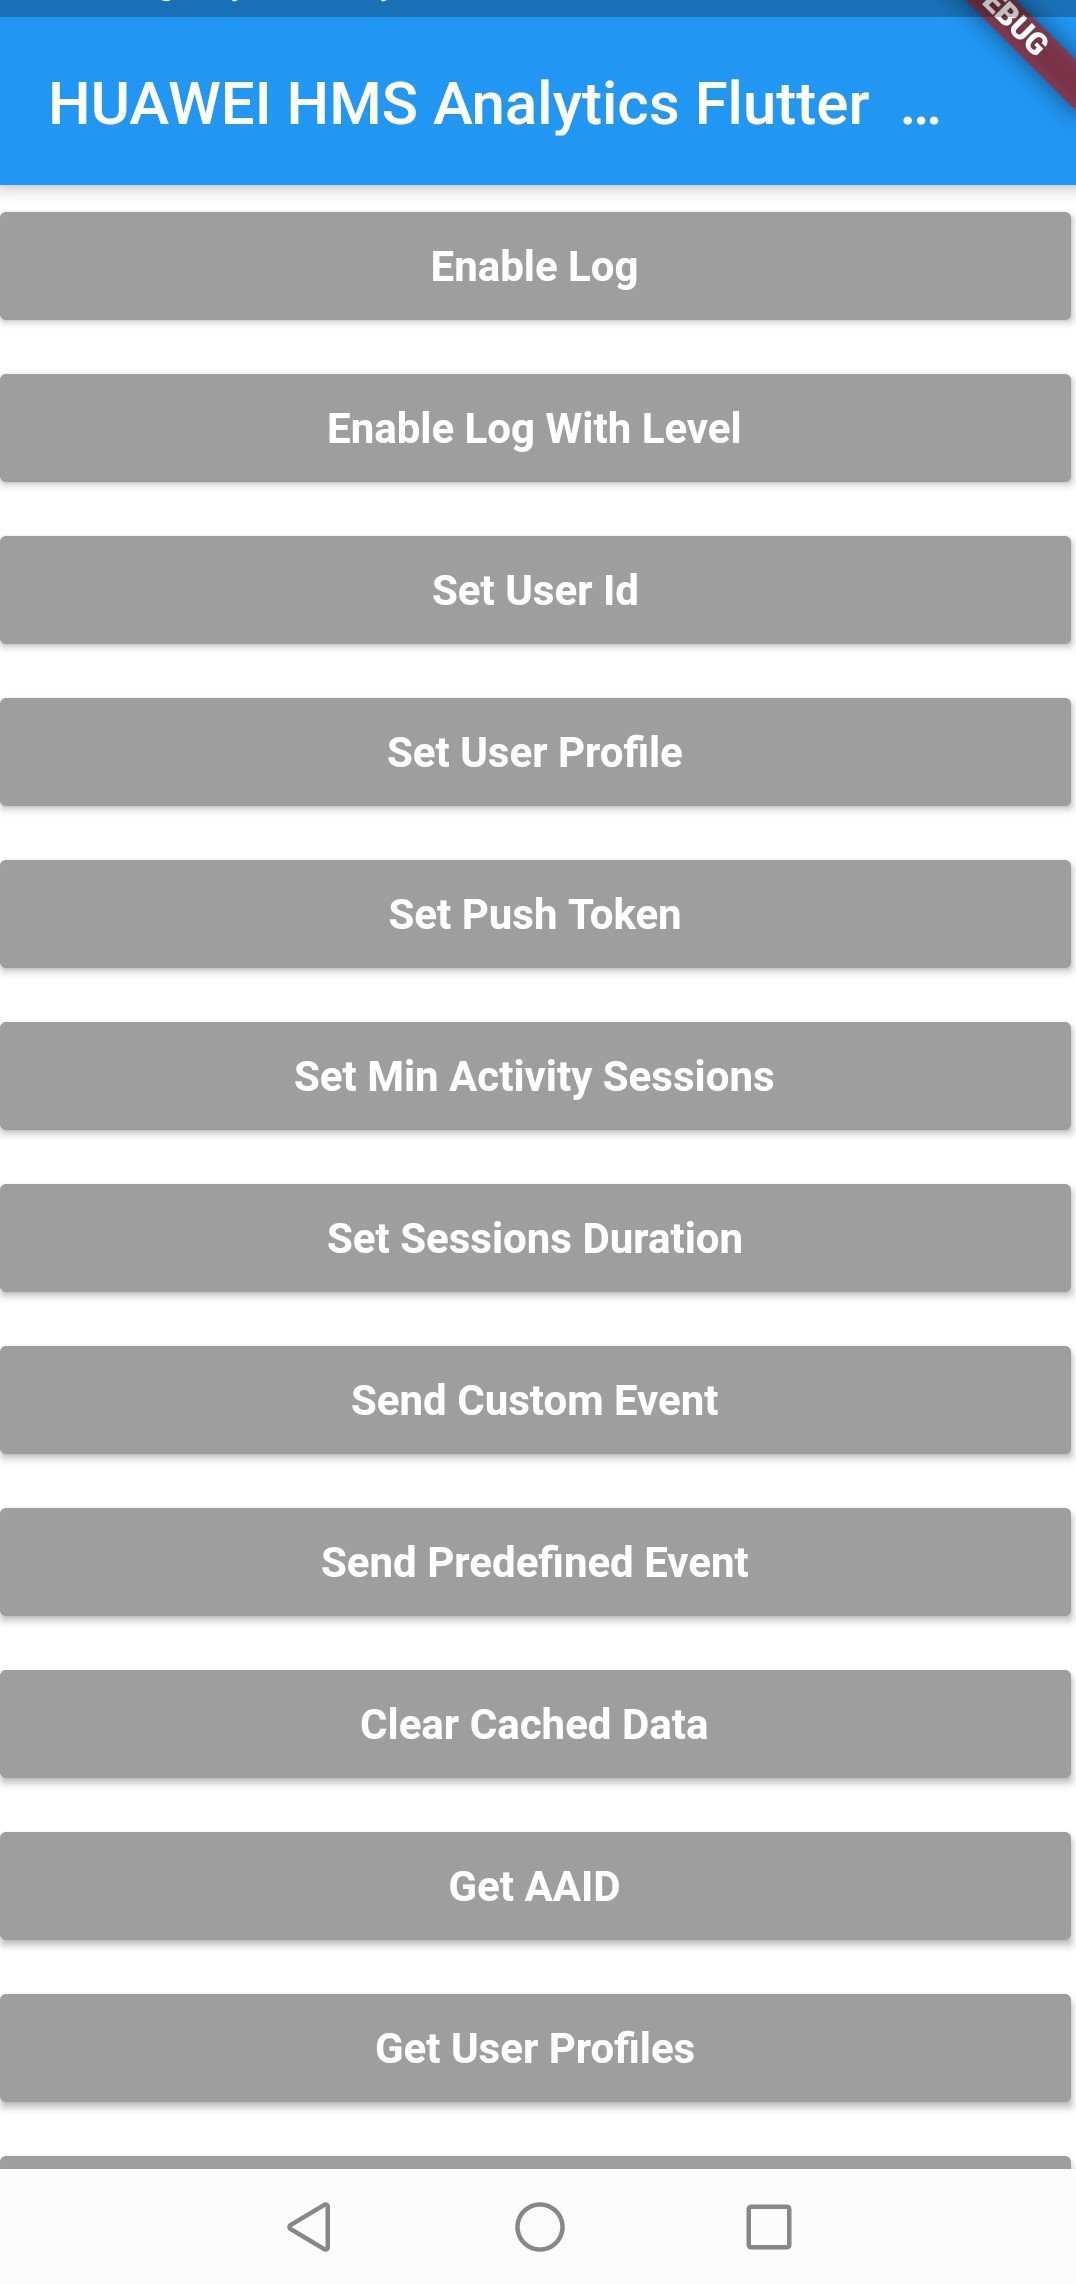 HUAWEI HMS Analytics Flutter ...
EBUG
Enable Log
Enable Log With Level
Set User Id
Set User Profile
Set Push Token
Set Min Activity Sessions
Set Sessions Duration
Send Custom Event
Send Predefined Event
Clear Cached Data
Get AAID
Get User Profiles